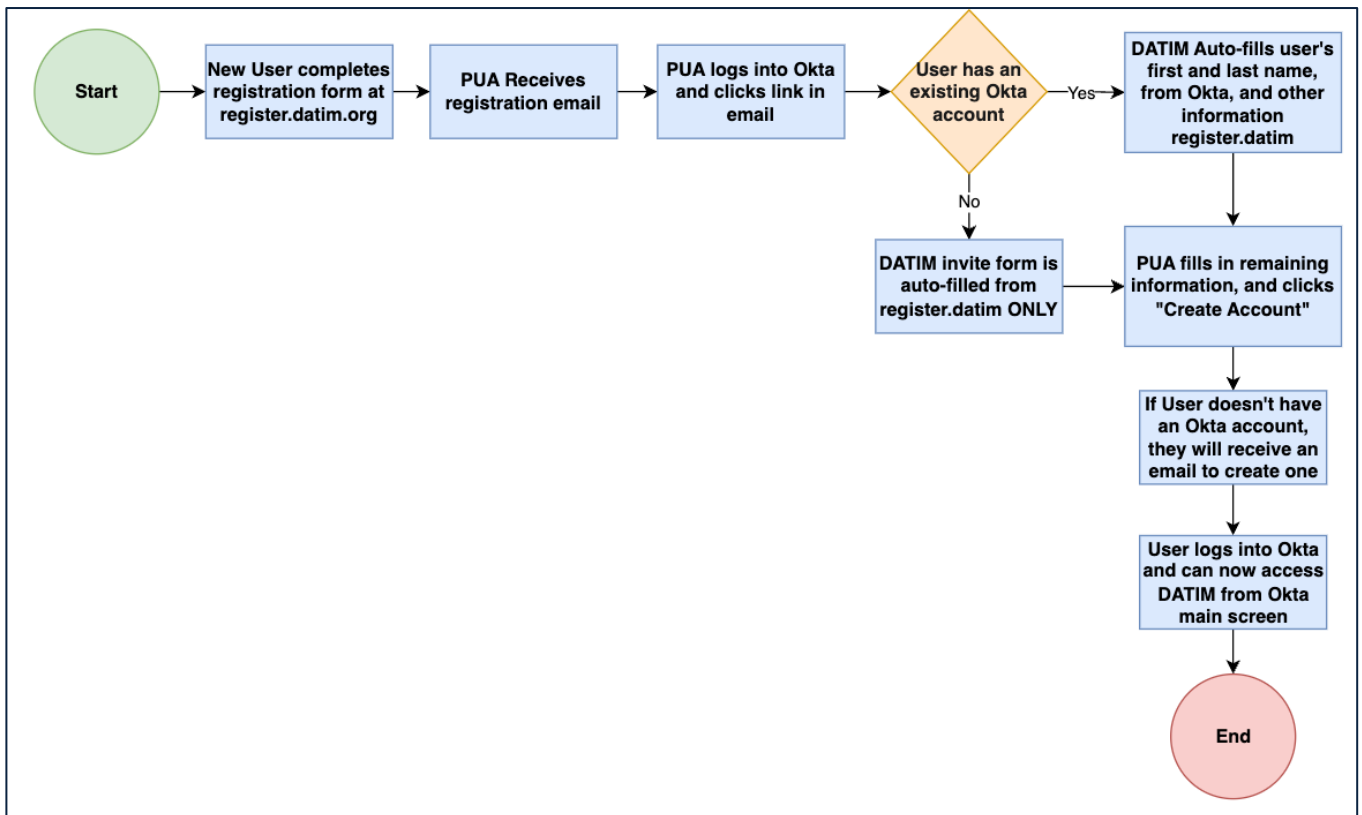 Start
New User completes
registration form at
register.datim.org
PUA Receives
registration email
PUA logs into Okta
and clicks link in
email
User has an
existing Okta
account
Yes
DATIM Auto-fills user's
first and last name,
from Okta, and other
information
register.datim
No
DATIM invite form is
auto-filled from
register.datim ONLY
PUA fills in remaining
information, and clicks
"Create Account"
If User doesn't have
an Okta account,
they will receive an
email to create one
User logs into Okta
and can now access
DATIM from Okta
main screen
End